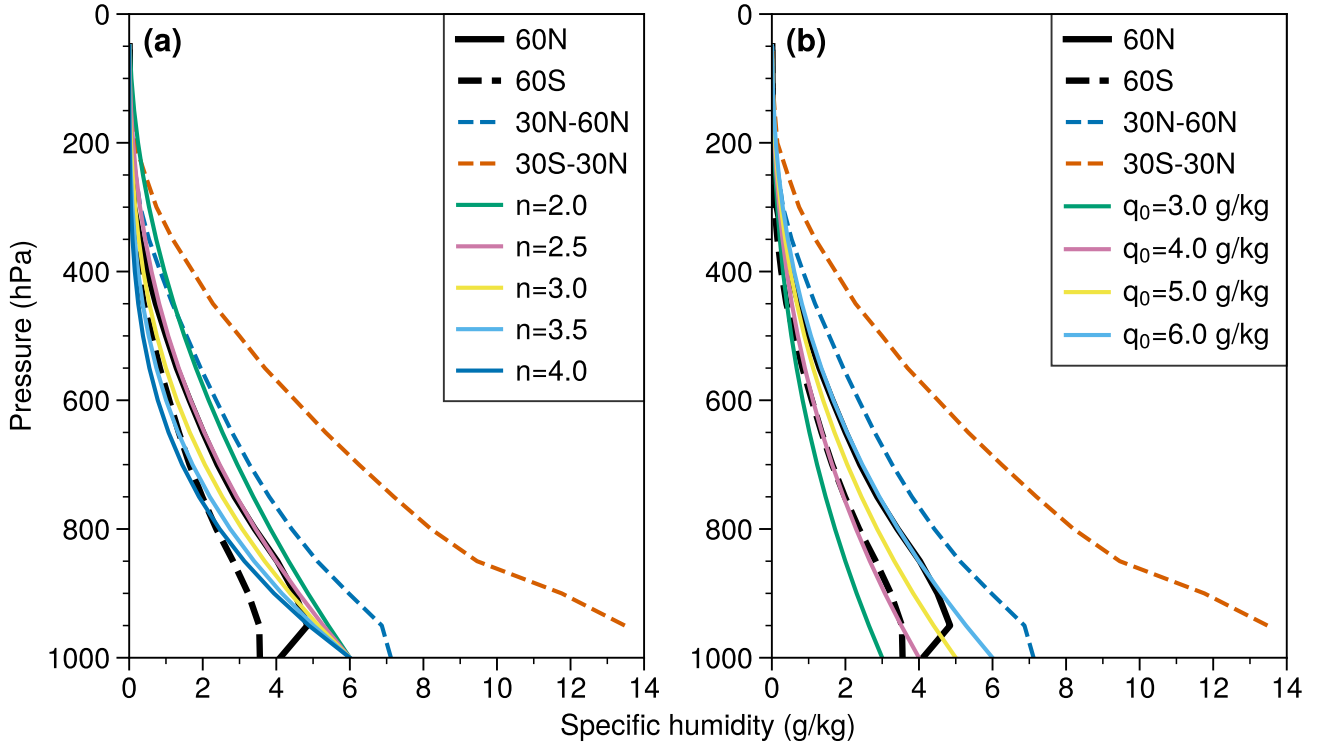 (a)
60N
60S
30N-60N
30S-30N
n=2.0
n=2.5
n=3.0
n=3.5
n=4.0
0
200
400
600
800
1000
0 2 4 6 8 10 12 14
Pressure (hPa)
(b)
60N
60S
30N-60N
30S-30N
q₀=3.0 g/kg
q₀=4.0 g/kg
q₀=5.0 g/kg
q₀=6.0 g/kg
0
200
400
600
800
1000
0 2 4 6 8 10 12 14
Specific humidity (g/kg)